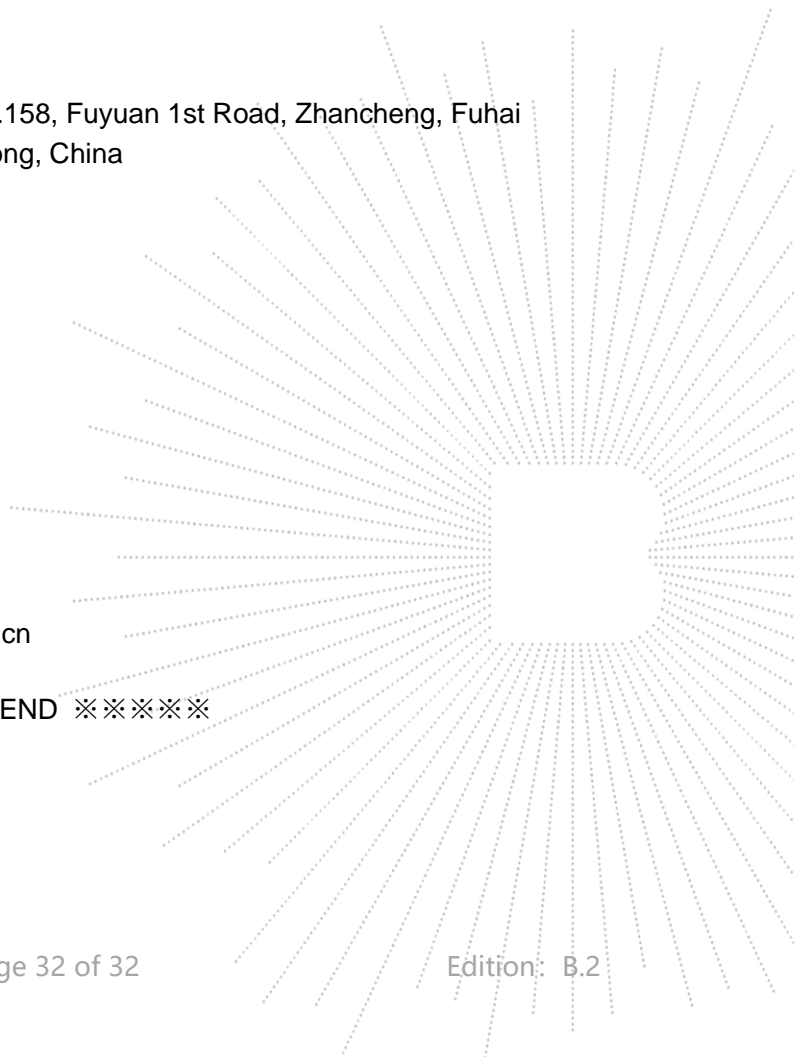 .158, Fuyuan 1st Road, Zhancheng, Fuhai
ong, China
cn
END ※※※※※
ge 32 of 32 Edition: B.2